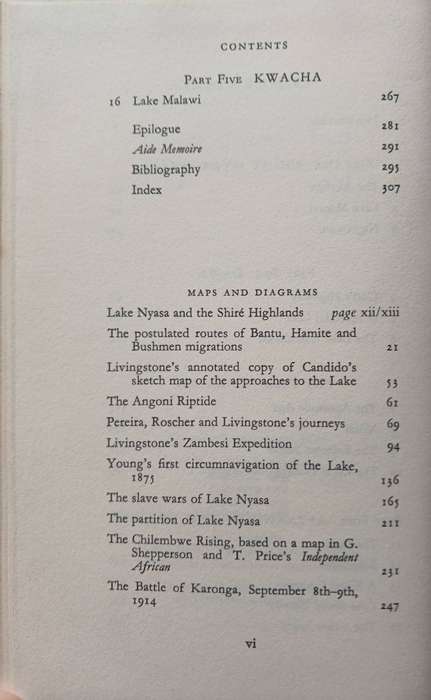 CONTENTS
PART FIVE KWACHA
16 Lake Malawi 267
Epilogue 281
Aide Memoire 291
Bibliography 295
Index 307
MAPS AND DIAGRAMS
Lake Nyasa and the Shiré Highlands page xii/xiii
The postulated routes of Bantu, Hamite and
Bushmen migrations 21
Livingstone's annotated copy of Candido's
sketch map of the approaches to the Lake 53
The Angoni Riptide 61
Pereira, Roscher and Livingstone's journeys 69
Livingstone's Zambesi Expedition 94
Young's first circumnavigation of the Lake,
1875 136
The slave wars of Lake Nyasa 165
The partition of Lake Nyasa 211
The Chilembwe Rising, based on a map in G.
Shepperson and T. Price's Independent
African 231
The Battle of Karonga, September 8th-9th,
1914 247
vi